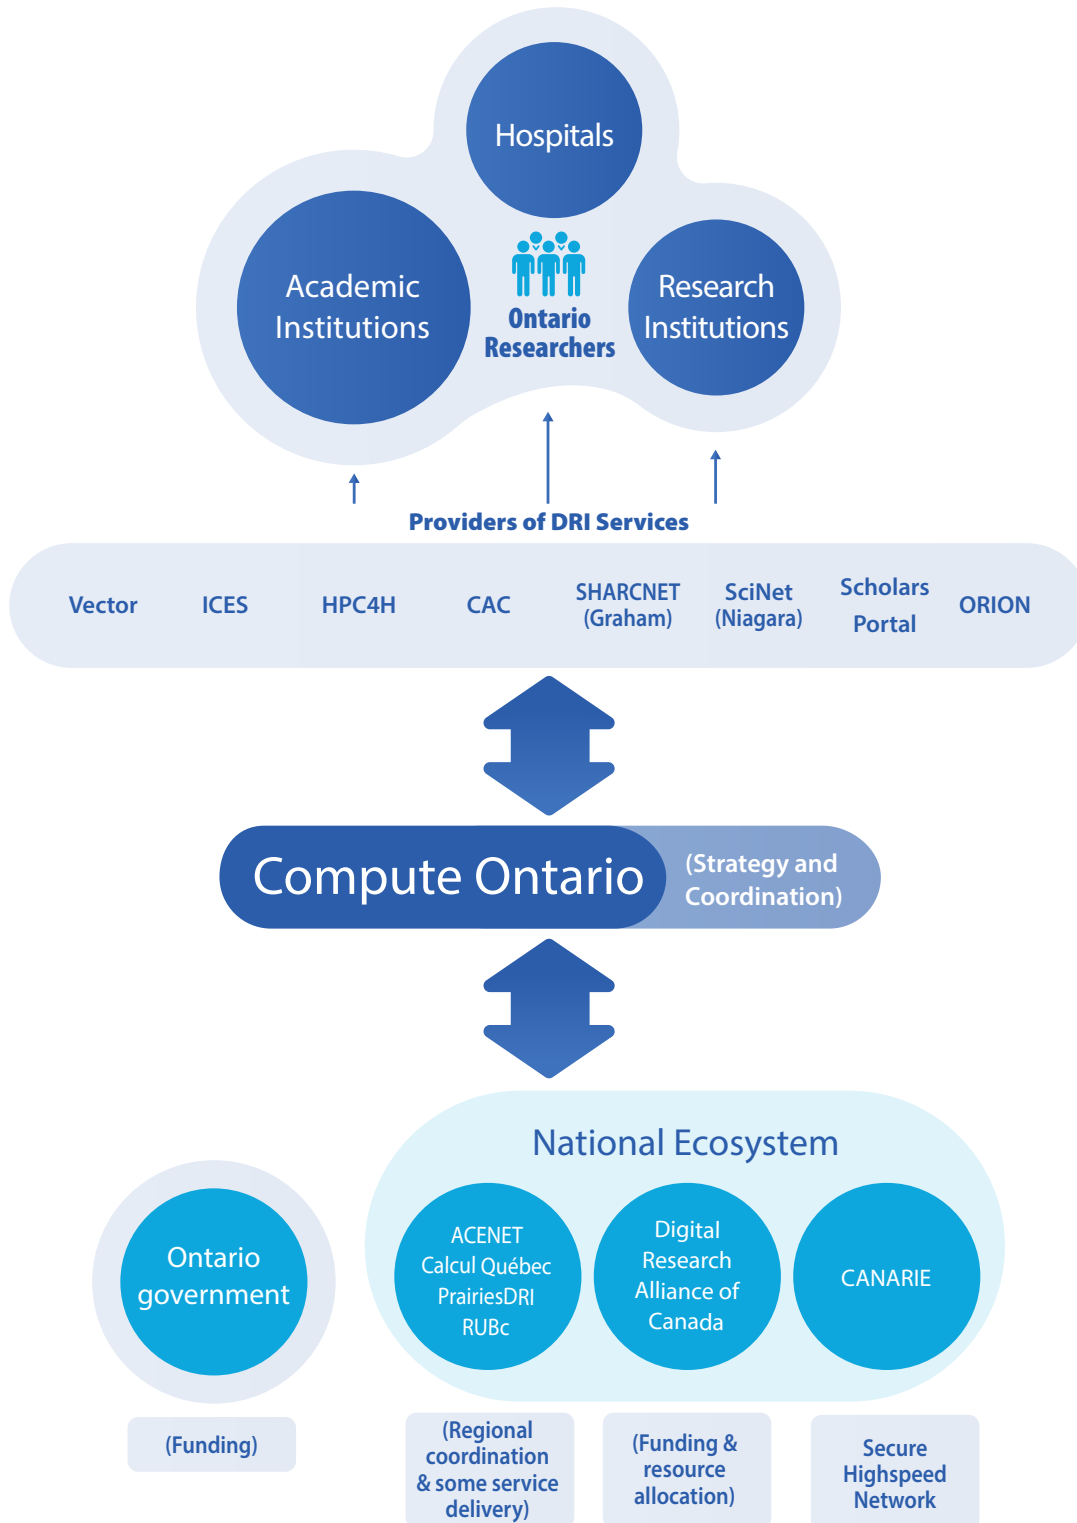 Hospitals
Academic
Institutions
Research
Institutions
Ontario
Researchers
Providers of DRI Services
Vector
ICES
HPC4H
CAC
SHARCNET
(Graham)
SciNet
(Niagara)
Scholars
Portal
ORION
Compute Ontario
(Strategy and
Coordination)
National Ecosystem
Ontario
government
ACENET
Calcul Québec
PrairiesDRI
RUBc
Digital
Research
Alliance of
Canada
CANARIE
(Funding)
(Regional
coordination
& some service
delivery)
(Funding &
resource
allocation)
Secure
Highspeed
Network